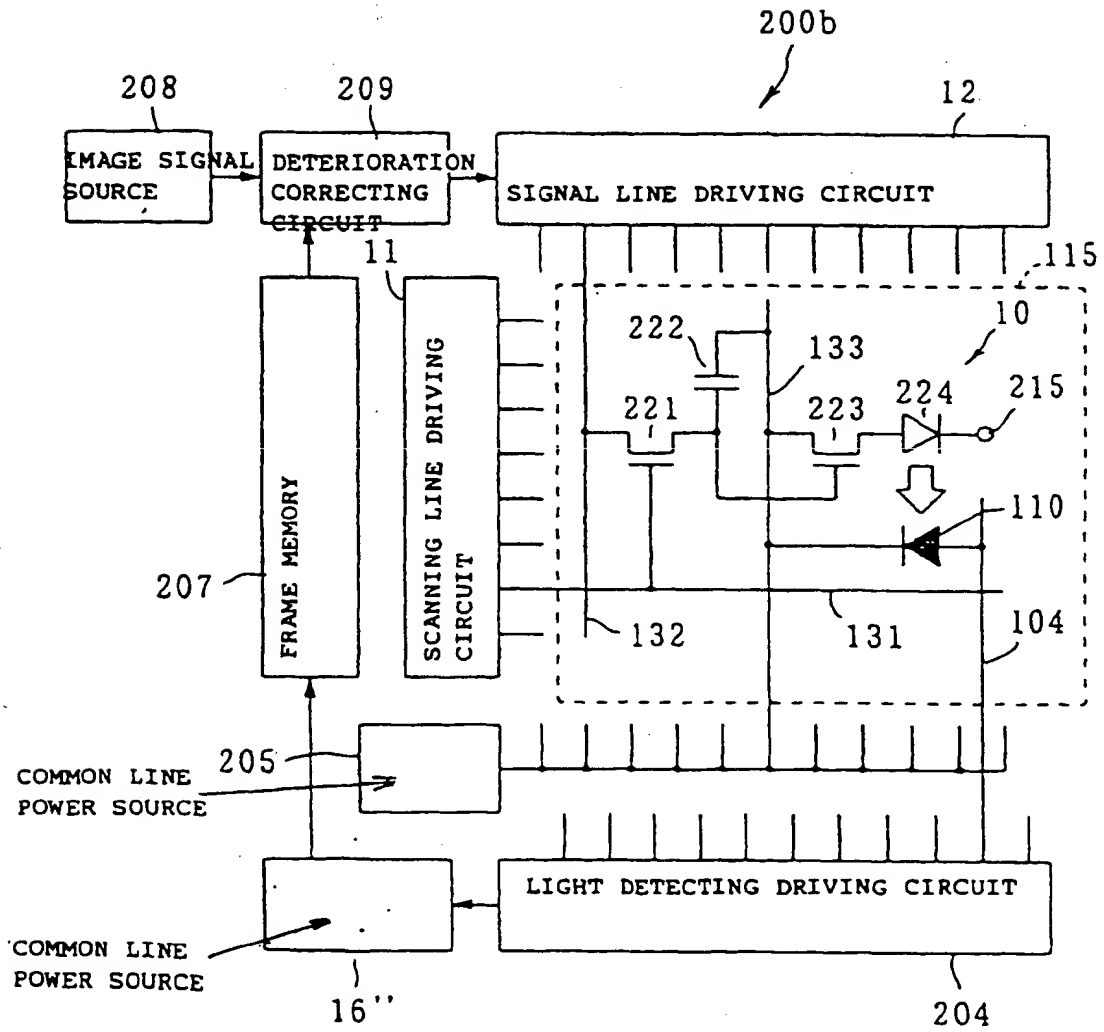 200b
208
209
12
IMAGE SIGNAL
SOURCE
DETERIORATION
CORRECTING
CIRCUIT
SIGNAL LINE DRIVING CIRCUIT
11
115
10
222
133
224
215
221
223
110
FRAME MEMORY
SCANNING LINE DRIVING
CIRCUIT
207
132
131
104
205
COMMON LINE
POWER SOURCE
LIGHT DETECTING DRIVING CIRCUIT
COMMON LINE
POWER SOURCE
16''
204